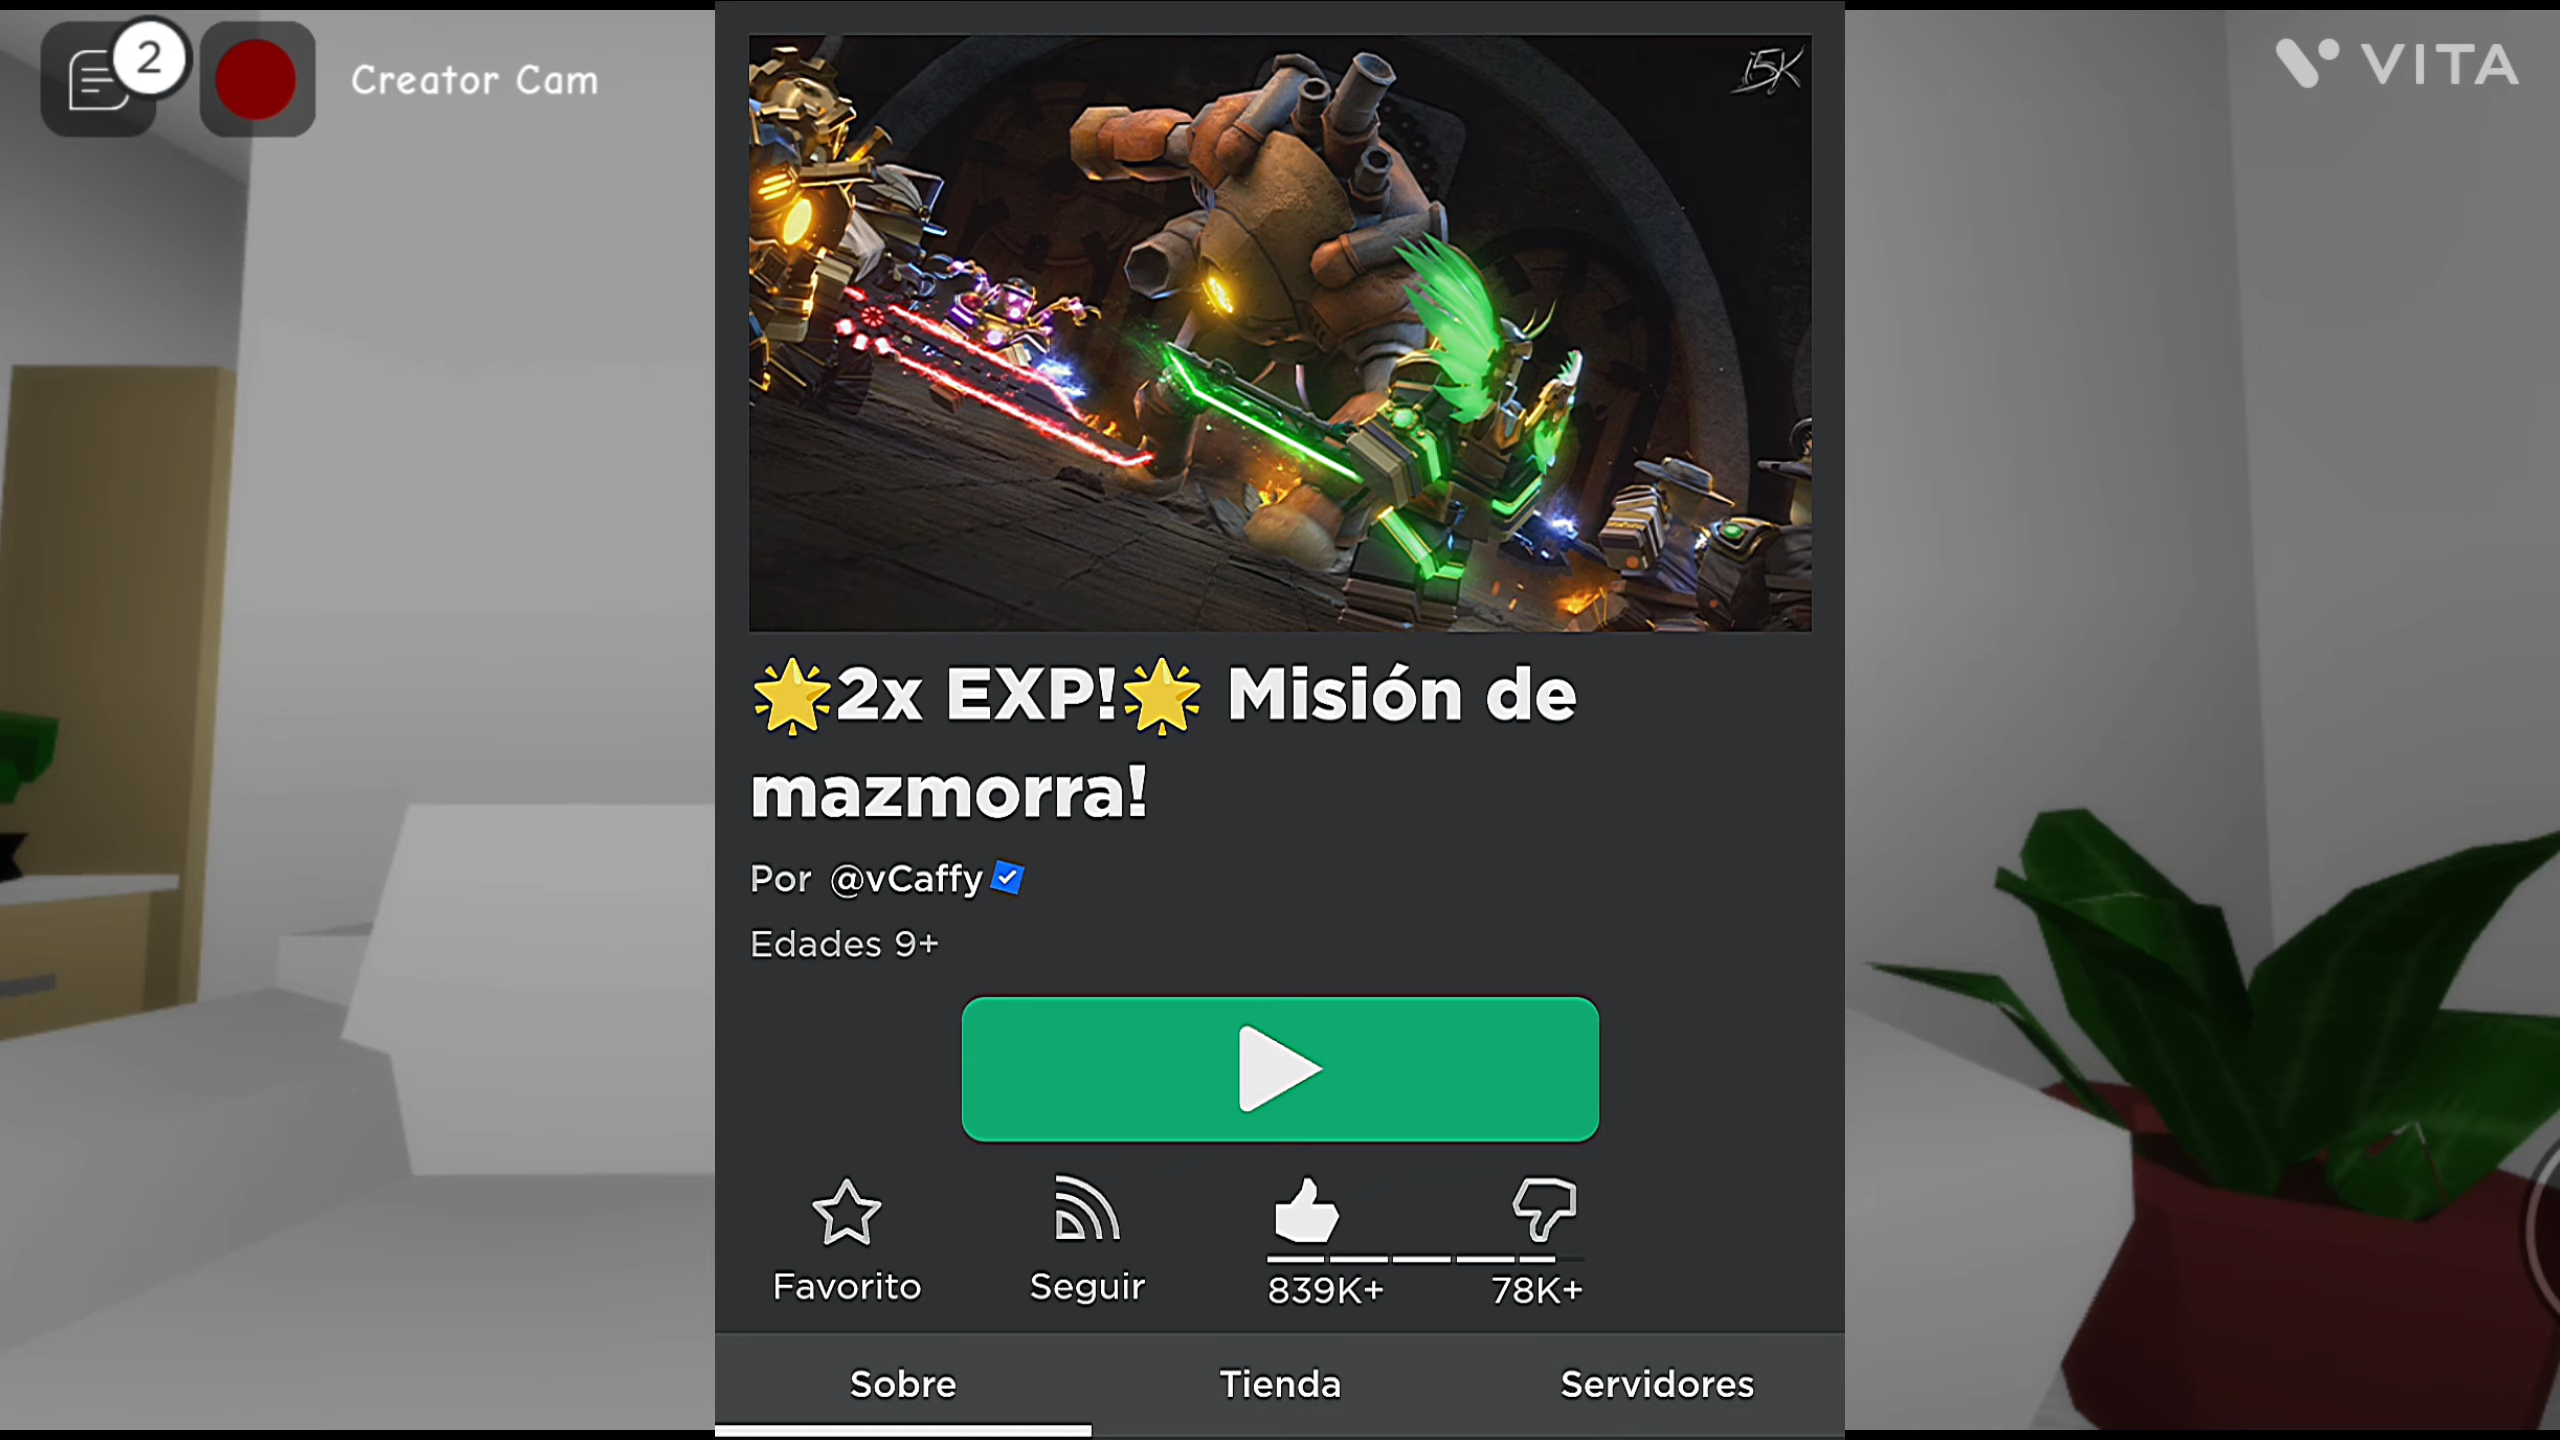 2
Creator Cam
VITA
15K
🌟2x EXP!🌟 Misión de
mazmorra!
Por @vCaffy
Edades 9+
Favorito
Seguir
839K+
78K+
Sobre
Tienda
Servidores